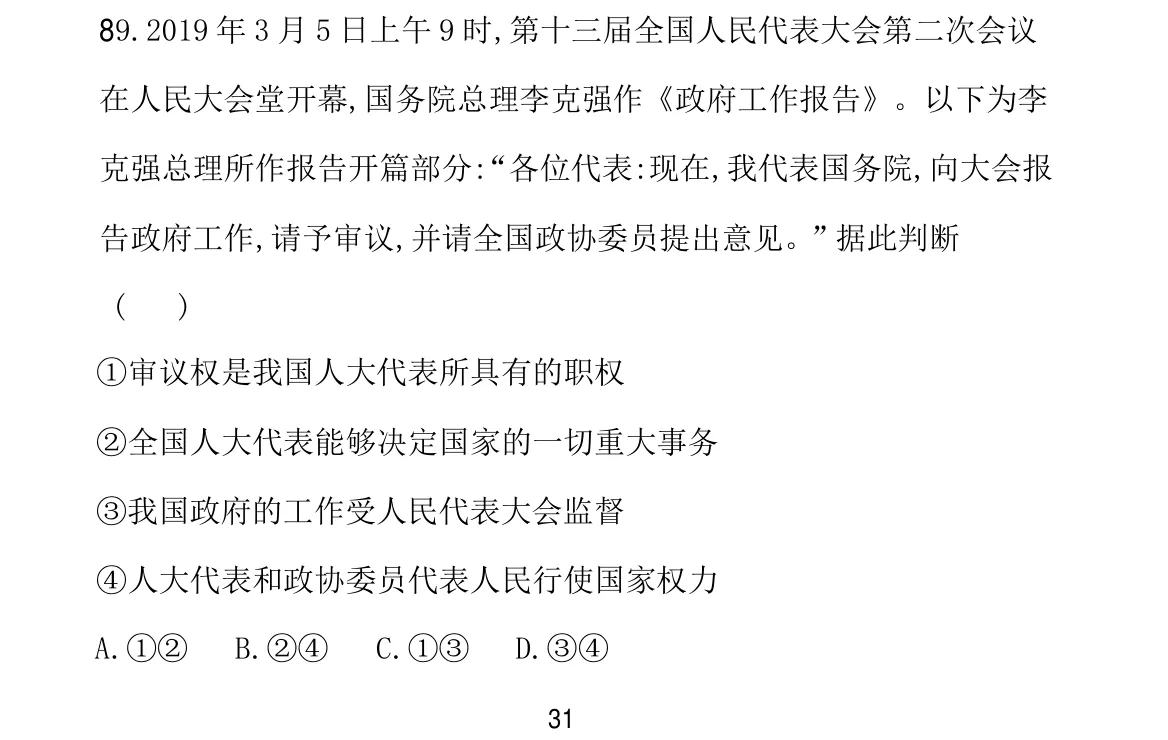 89.2019年3月5日上午9时,第十三届全国人民代表大会第二次会议
在人民大会堂开幕,国务院总理李克强作《政府工作报告》。以下为李
克强总理所作报告开篇部分:“各位代表:现在,我代表国务院,向大会报
告政府工作,请予审议,并请全国政协委员提出意见。”据此判断
(   )
①审议权是我国人大代表所具有的职权
②全国人大代表能够决定国家的一切重大事务
③我国政府的工作受人民代表大会监督
④人大代表和政协委员代表人民行使国家权力
A.①②   B.②④   C.①③   D.③④
31